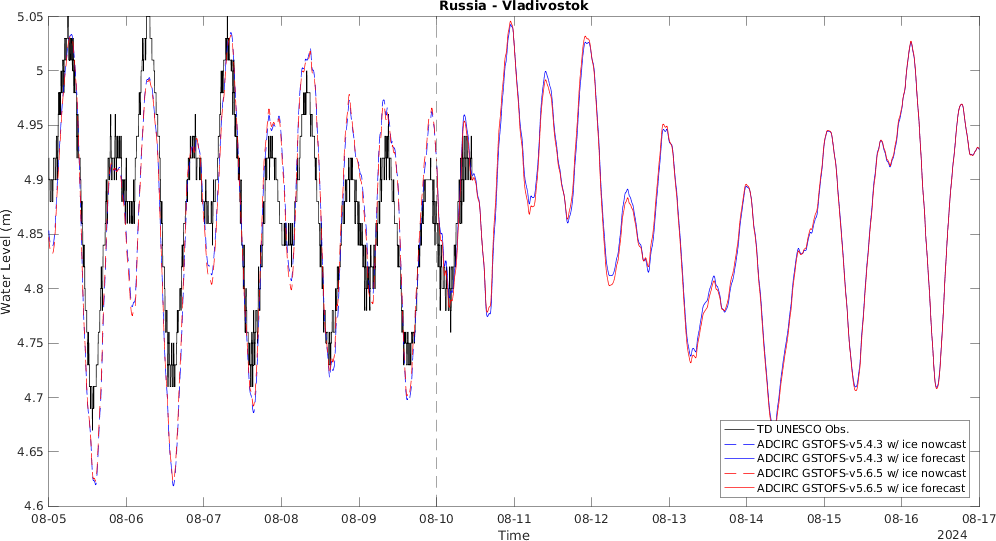 Russia - Vladivostok
5.05
5
4.95
4.9
4.85
4.8
4.75
4.7
4.65
4.6
Water Level (m)
08-05 08-06 08-07 08-08 08-09 08-10 08-11 08-12 08-13 08-14 08-15 08-16 08-17
Time
2024
TD UNESCO Obs.
ADCIRC GSTOFS-v5.4.3 w/ ice nowcast
ADCIRC GSTOFS-v5.4.3 w/ ice forecast
ADCIRC GSTOFS-v5.6.5 w/ ice nowcast
ADCIRC GSTOFS-v5.6.5 w/ ice forecast